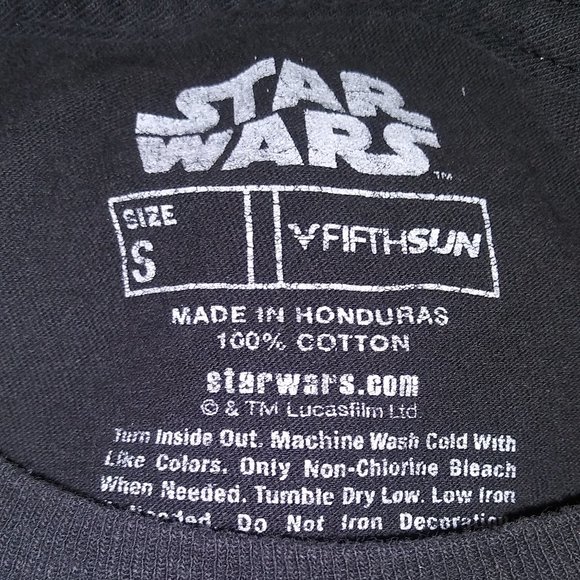 STAR
WARS
TM
SIZE
S
FIFTHSUN
MADE IN HONDURAS
100% COTTON
starwars.com
© & TM Lucasfilm Ltd.
Turn Inside Out. Machine Wash Cold With
Like Colors. Only Non-Chlorine Bleach
When Needed. Tumble Dry Low. Low Iron
Needed. Do Not Iron Decoration